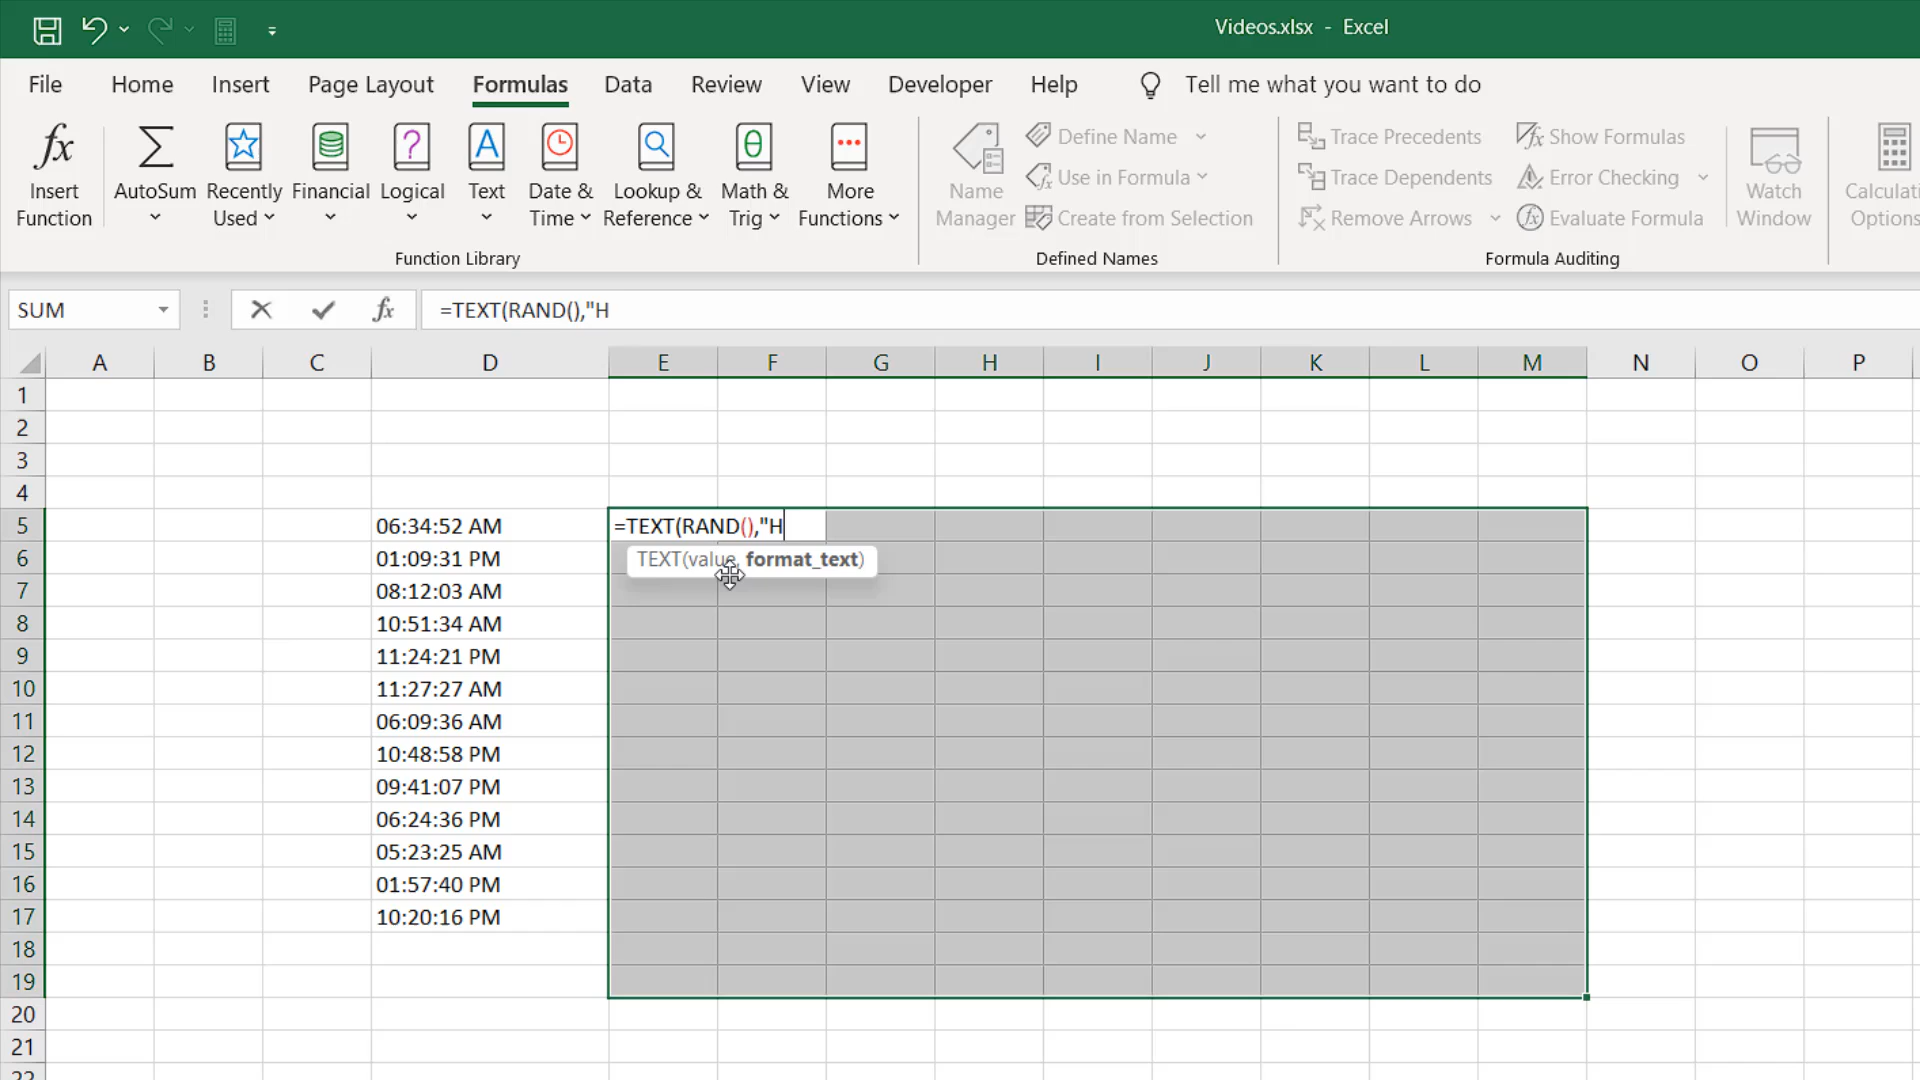 Videos.xlsx - Excel
File Home Insert Page Layout Formulas Data Review View Developer Help Tell me what you want to do
fx Σ ? A θ
Insert Function
AutoSum
Recently Used
Financial
Logical
Text
Date & Time
Lookup & Reference
Math & Trig
More Functions
Function Library
Name Manager
Define Name
Use in Formula
Create from Selection
Defined Names
Trace Precedents
Trace Dependents
Remove Arrows
Show Formulas
Error Checking
Evaluate Formula
Watch Window
Formula Auditing
Calculati
Options
SUM fx =TEXT(RAND(),"H
A B C D E F G H I J K L M N O P
1
2
3
4
5 06:34:52 AM =TEXT(RAND(),"H
6 01:09:31 PM TEXT(value, format_text)
7 08:12:03 AM
8 10:51:34 AM
9 11:24:21 PM
10 11:27:27 AM
11 06:09:36 AM
12 10:48:58 PM
13 09:41:07 PM
14 06:24:36 PM
15 05:23:25 AM
16 01:57:40 PM
17 10:20:16 PM
18
19
20
21
22